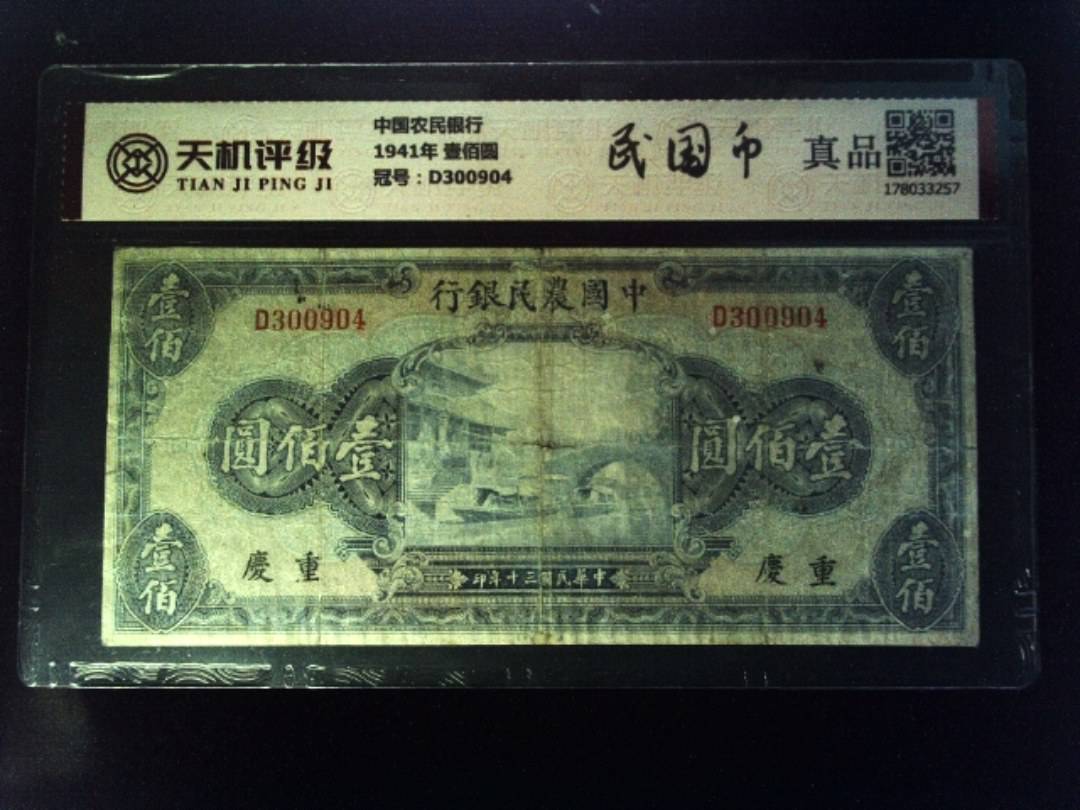 天机评级
TIAN JI PING JI
中国农民银行
1941年 壹佰圆
冠号：D300904
民国币
真品
178033257
行銀民農國中
D300904
D300904
壹佰
壹佰
圓佰壹
圓佰壹
慶重
慶重
印年十三國民華中
壹佰
壹佰